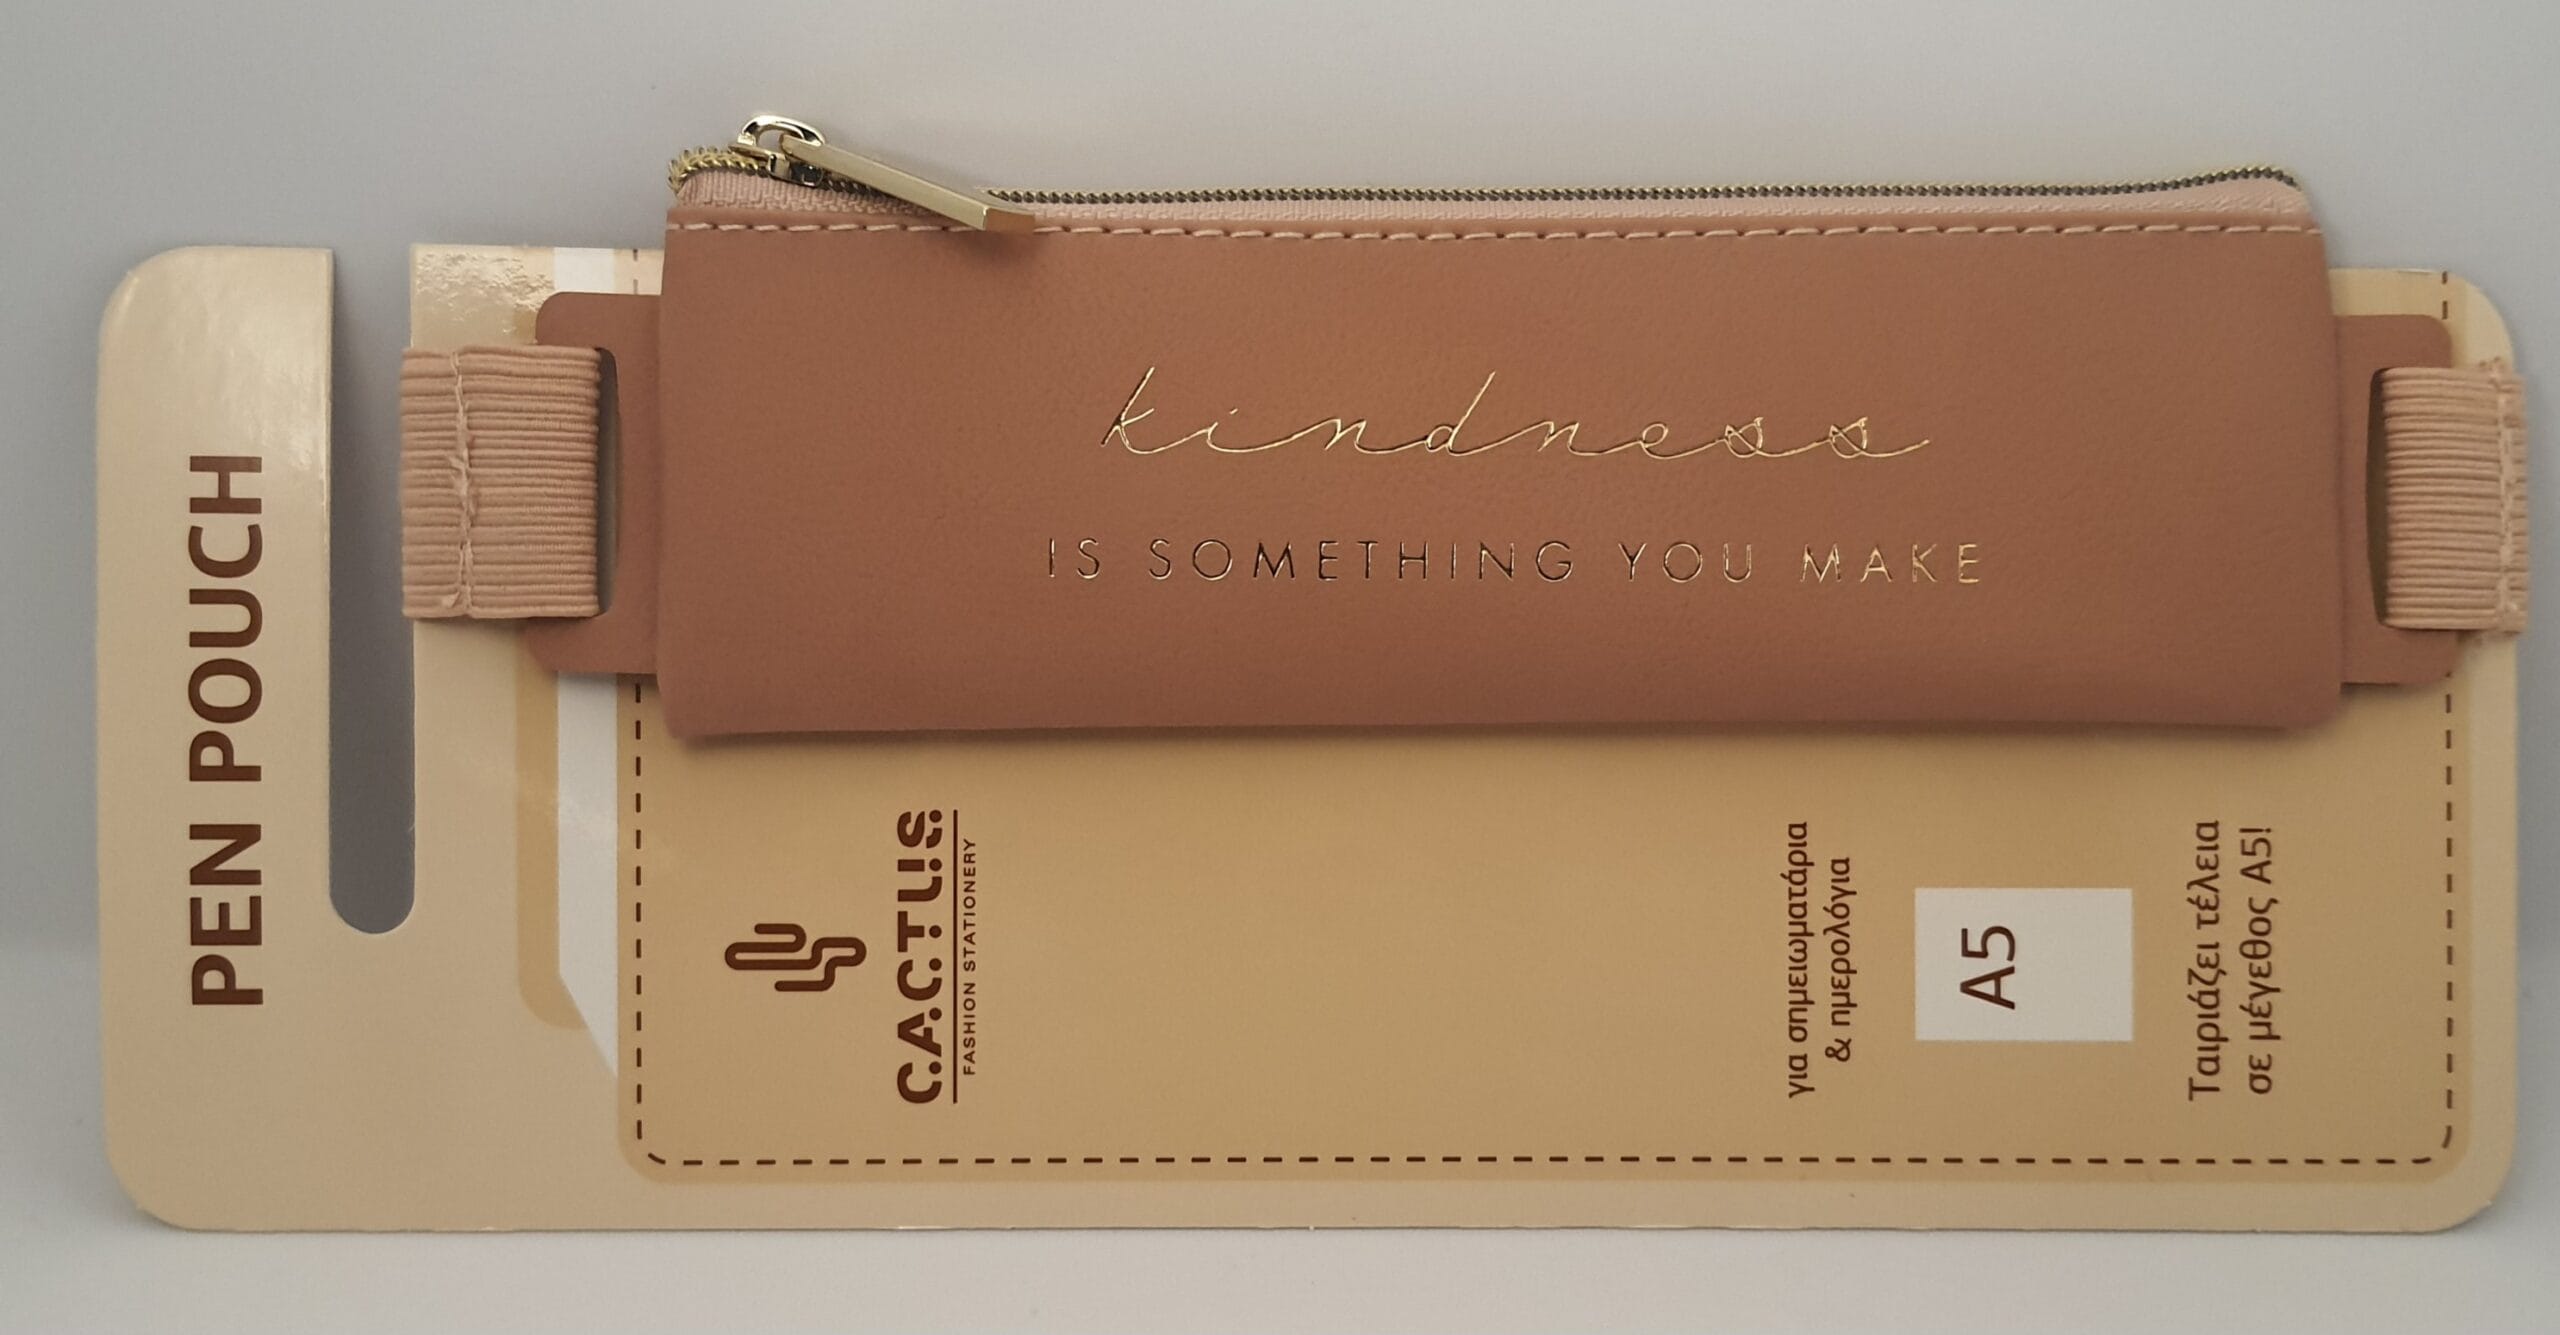 PEN POUCH
kindness
IS SOMETHING YOU MAKE
C.A.C.T.U.S.
FASHION STATIONERY
για σημειωματάρια
& ημερολόγια
A5
Ταιριάζει τέλεια
σε μέγεθος A5!